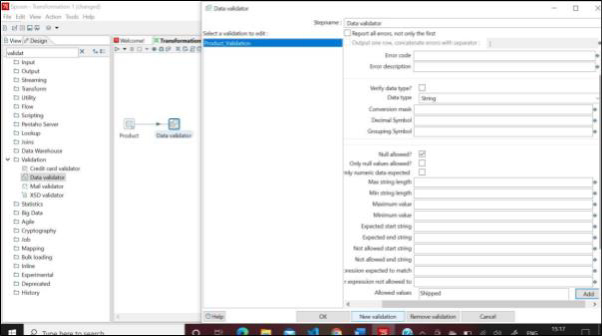 Spoon - Transformation 1 (changed)
File Edit View Action Tools Help
View Design
validat
Input
Output
Streaming
Transform
Utility
Flow
Scripting
Pentaho Server
Lookup
Joins
Data Warehouse
Validation
Credit card validator
Data validator
Mail validator
XSD validator
Statistics
Big Data
Agile
Cryptography
Job
Mapping
Bulk loading
Inline
Experimental
Deprecated
History
Welcome! Transformation
Product
Data validator
Data validator
Stepname : Data validator
Select a validation to edit :
Product_Validation
Report all errors, not only the first
Output one row, concatenate errors with separator :
Error code
Error description
Verify data type?
Data type String
Conversion mask
Decimal Symbol
Grouping Symbol
Null allowed?
Only null values allowed?
nly numeric data expected
Max string length
Min string length
Maximum value
Minimum value
Expected start string
Expected end string
Not allowed start string
Not allowed end string
pression expected to match
r expression not allowed to
Allowed values Shipped Add
Help OK New validation Remove validation Cancel
Type here to search
ENG 15:17